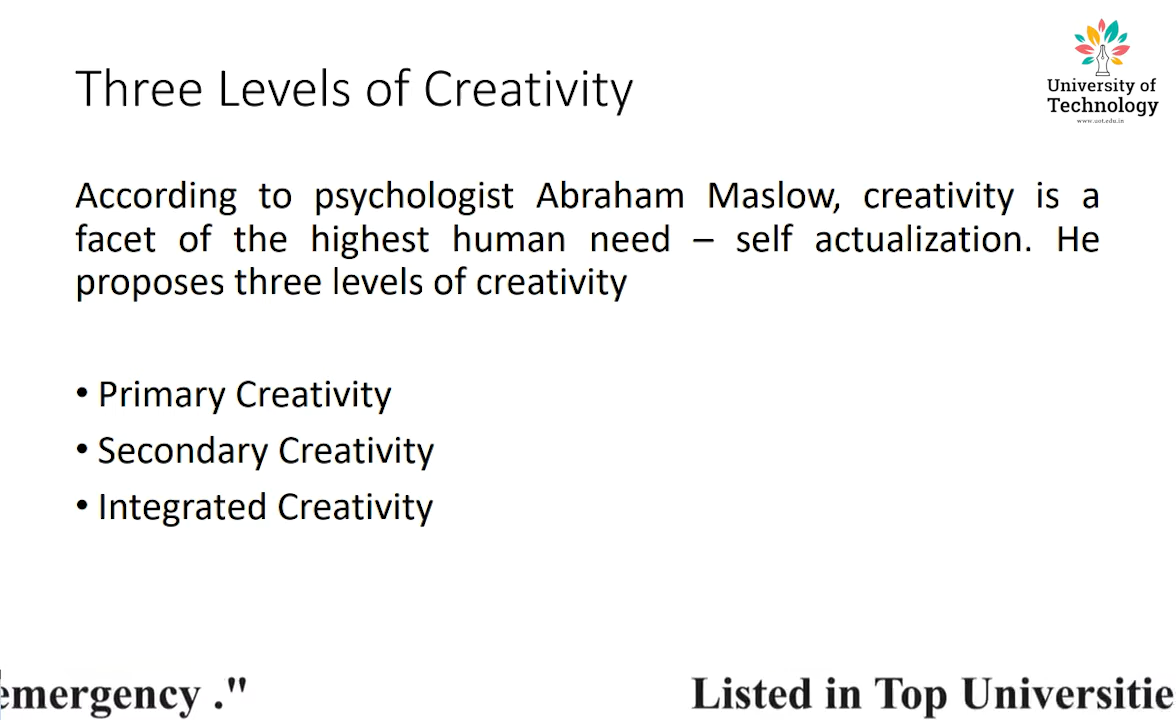 Three Levels of Creativity
University of
Technology
www.uot.edu.in
According to psychologist Abraham Maslow, creativity is a
facet of the highest human need – self actualization. He
proposes three levels of creativity
• Primary Creativity
• Secondary Creativity
• Integrated Creativity
emergency ."
Listed in Top Universitie